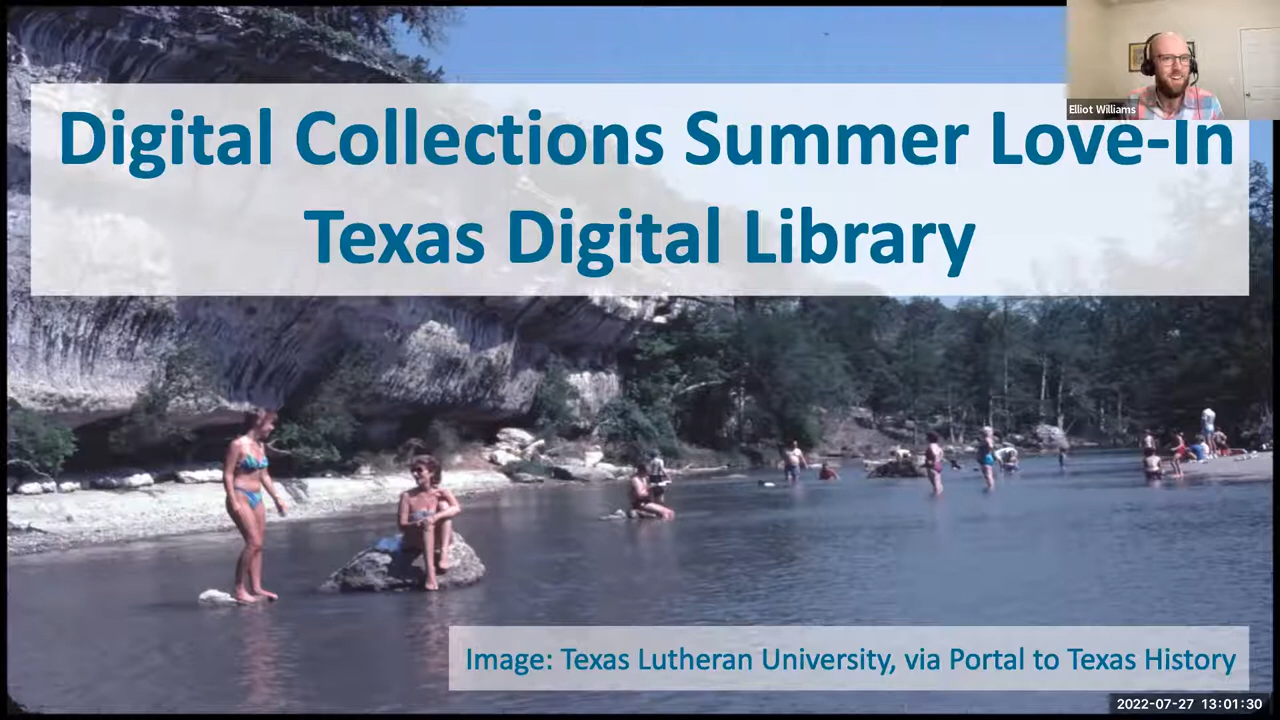 Elliot Williams
Digital Collections Summer Love-In
Texas Digital Library
Image: Texas Lutheran University, via Portal to Texas History
2022-07-27 13:01:30